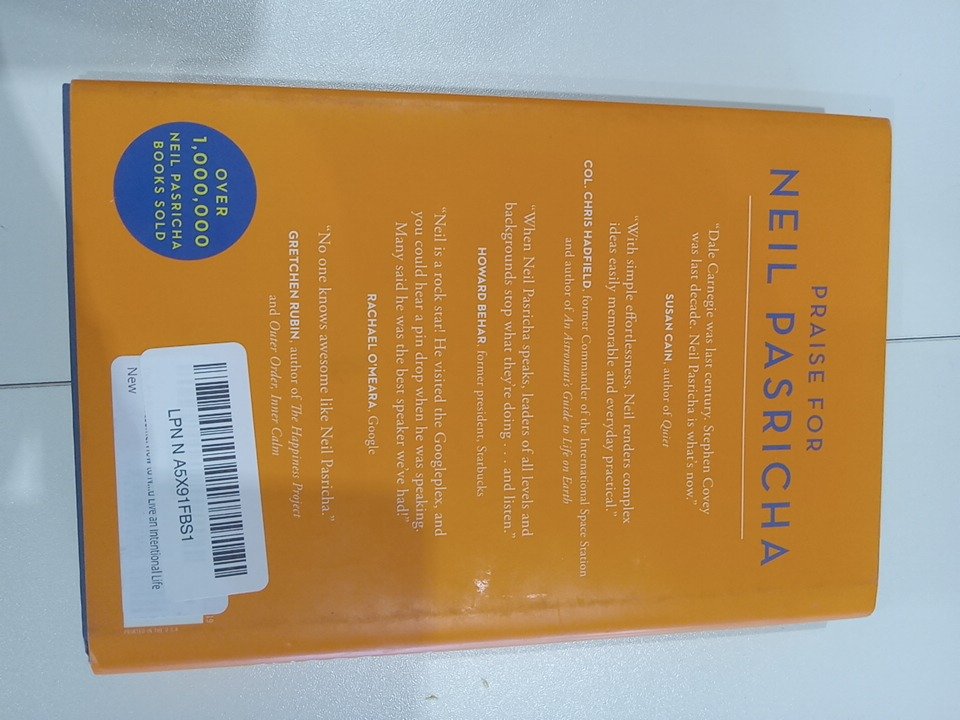 PRAISE FOR
NEIL PASRICHA
“Dale Carnegie was last century. Stephen Covey
was last decade. Neil Pasricha is what’s now.”
SUSAN CAIN, author of Quiet
“With simple effortlessness, Neil renders complex
ideas easily memorable and everyday practical.”
COL. CHRIS HADFIELD, former Commander of the International Space Station
and author of An Astronaut’s Guide to Life on Earth
“When Neil Pasricha speaks, leaders of all levels and
backgrounds stop what they’re doing . . . and listen.”
HOWARD BEHAR, former president, Starbucks
“Neil is a rock star! He visited the Googleplex, and
you could hear a pin drop when he was speaking.
Many said he was the best speaker we’ve had!”
RACHAEL O’MEARA, Google
“No one knows awesome like Neil Pasricha.”
GRETCHEN RUBIN, author of The Happiness Project
and Outer Order, Inner Calm
OVER
1,000,000
NEIL PASRICHA
BOOKS SOLD
LPN N A5X91FBS1
Live an Intentional Life
New
PRINTED IN THE U.S.A.